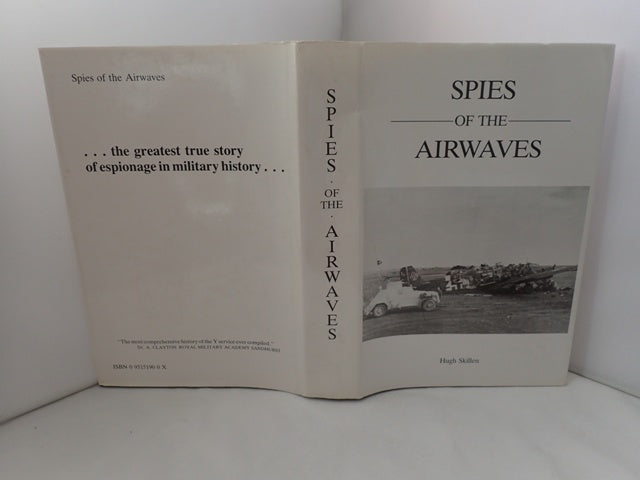 Spies of the Airwaves
. . . the greatest true story
of espionage in military history . . .
"The most comprehensive history of the Y service ever compiled."
Dr. A. CLAYTON ROYAL MILITARY ACADEMY SANDHURST
ISBN 0 9515190 0 X
SPIES · OF THE · AIRWAVES
SPIES
OF THE
AIRWAVES
Hugh Skillen